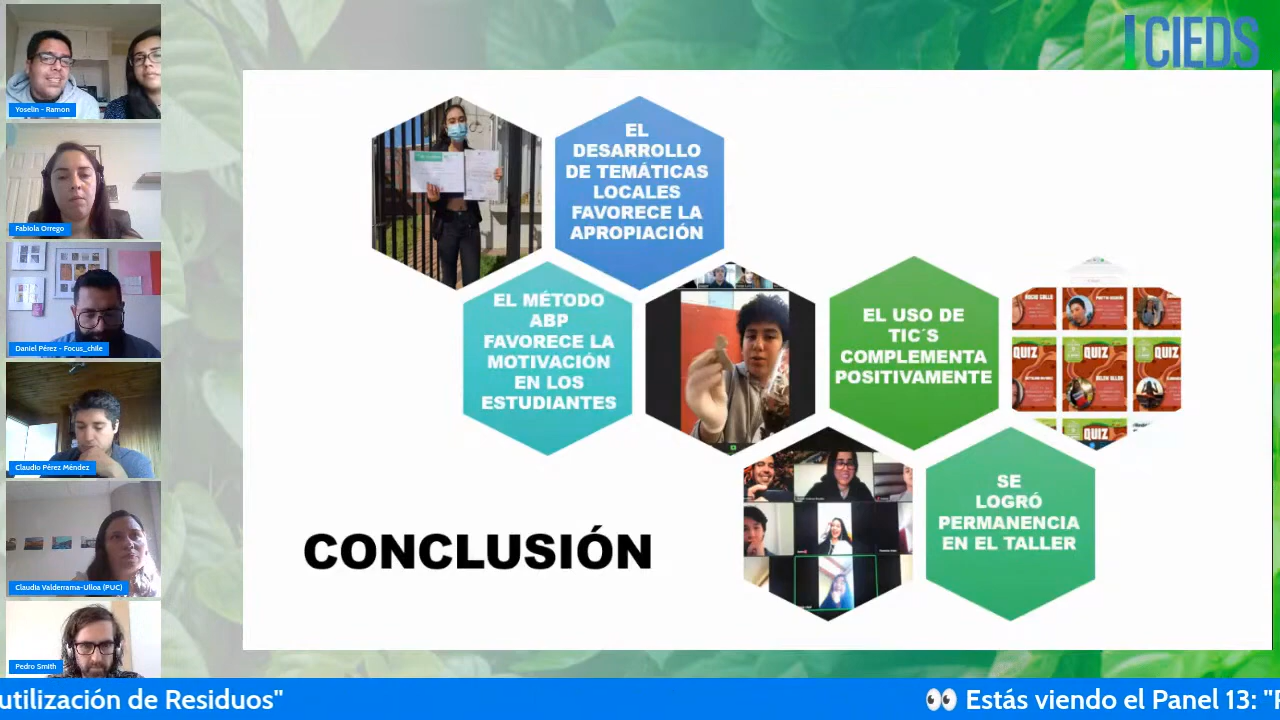 CIEDS
Yoselin - Ramon
Fabiola Orrego
Daniel Pérez - Focus_chile
Claudio Pérez Méndez
Claudia Valderrama-Ulloa (PUC)
Pedro Smith
EL
DESARROLLO
DE TEMÁTICAS
LOCALES
FAVORECE LA
APROPIACIÓN
EL MÉTODO
ABP
FAVORECE LA
MOTIVACIÓN
EN LOS
ESTUDIANTES
EL USO DE
TIC´S
COMPLEMENTA
POSITIVAMENTE
QUIZ
QUIZ
QUIZ
QUIZ
SE
LOGRÓ
PERMANENCIA
EN EL TALLER
CONCLUSIÓN
utilización de Residuos"
👀 Estás viendo el Panel 13: "R